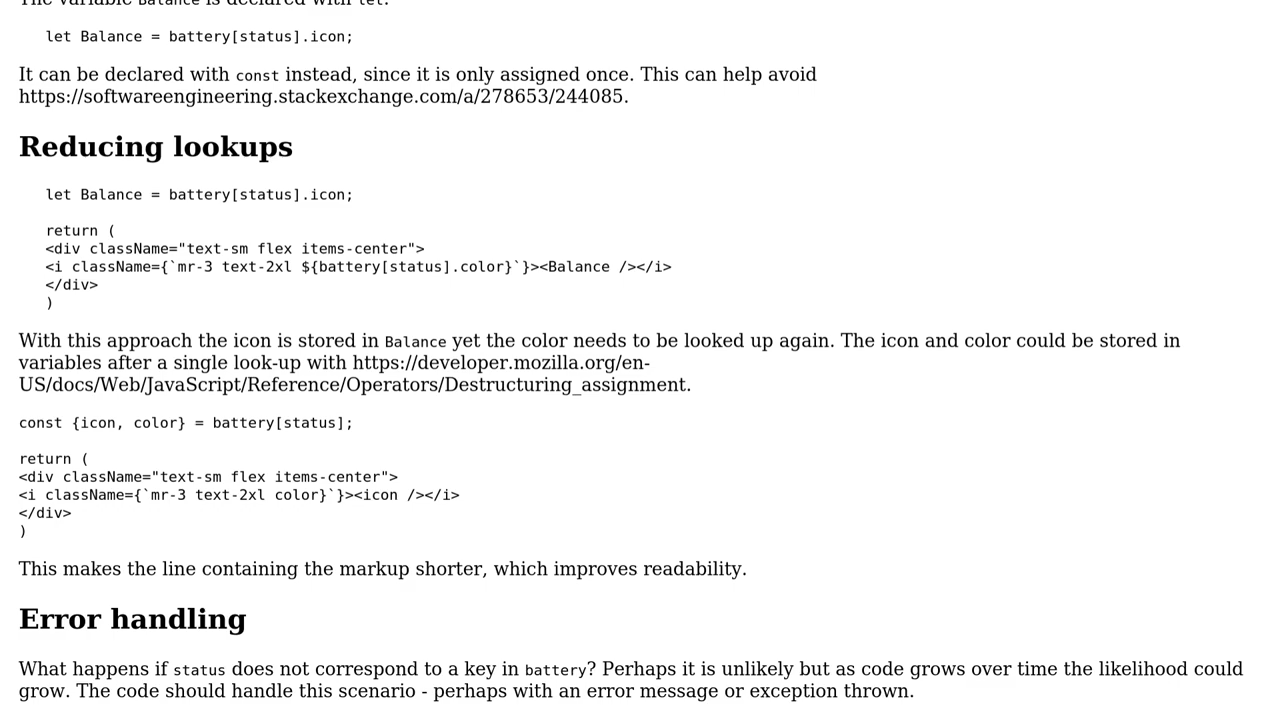 The variable Balance is declared with let.
let Balance = battery[status].icon;
It can be declared with const instead, since it is only assigned once. This can help avoid
https://softwareengineering.stackexchange.com/a/278653/244085.
Reducing lookups
let Balance = battery[status].icon;
return (
<div className="text-sm flex items-center">
<i className={`mr-3 text-2xl ${battery[status].color}`}><Balance /></i>
</div>
)
With this approach the icon is stored in Balance yet the color needs to be looked up again. The icon and color could be stored in
variables after a single look-up with https://developer.mozilla.org/en-
US/docs/Web/JavaScript/Reference/Operators/Destructuring_assignment.
const {icon, color} = battery[status];
return (
<div className="text-sm flex items-center">
<i className={`mr-3 text-2xl color}`}><icon /></i>
</div>
)
This makes the line containing the markup shorter, which improves readability.
Error handling
What happens if status does not correspond to a key in battery? Perhaps it is unlikely but as code grows over time the likelihood could
grow. The code should handle this scenario - perhaps with an error message or exception thrown.